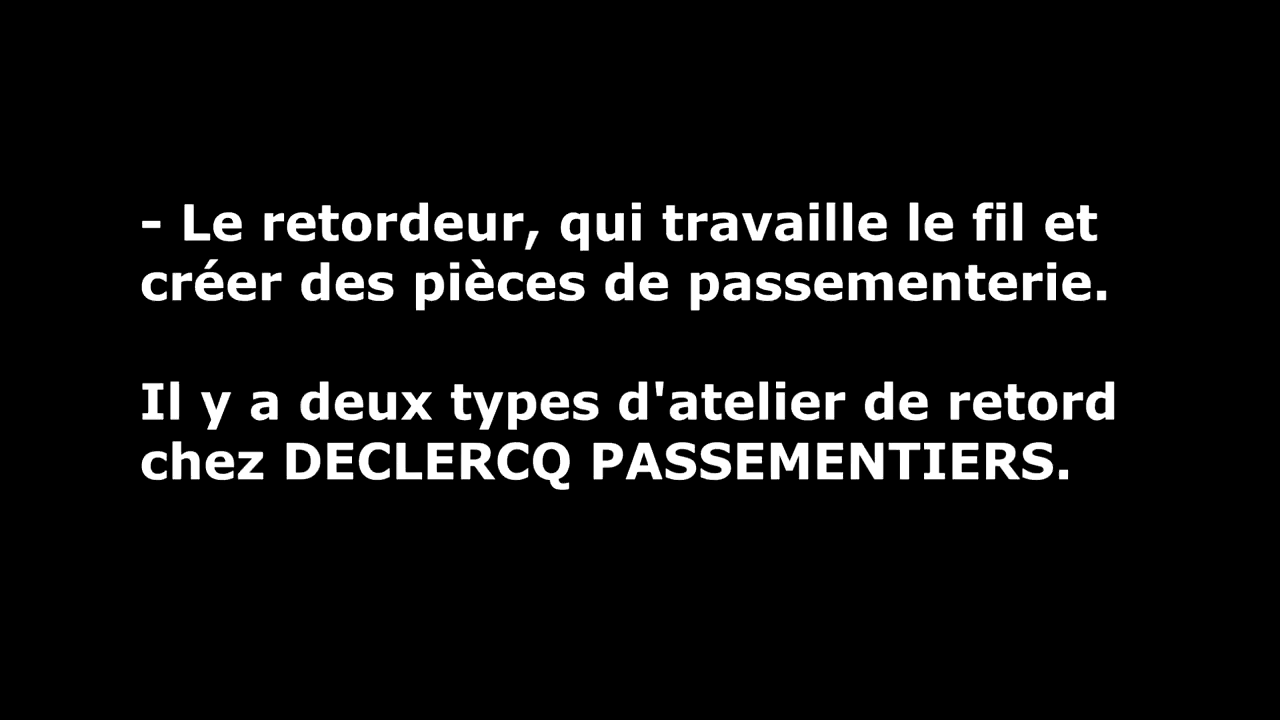 - Le retordeur, qui travaille le fil et
créer des pièces de passementerie.
Il y a deux types d'atelier de retord
chez DECLERCQ PASSEMENTIERS.